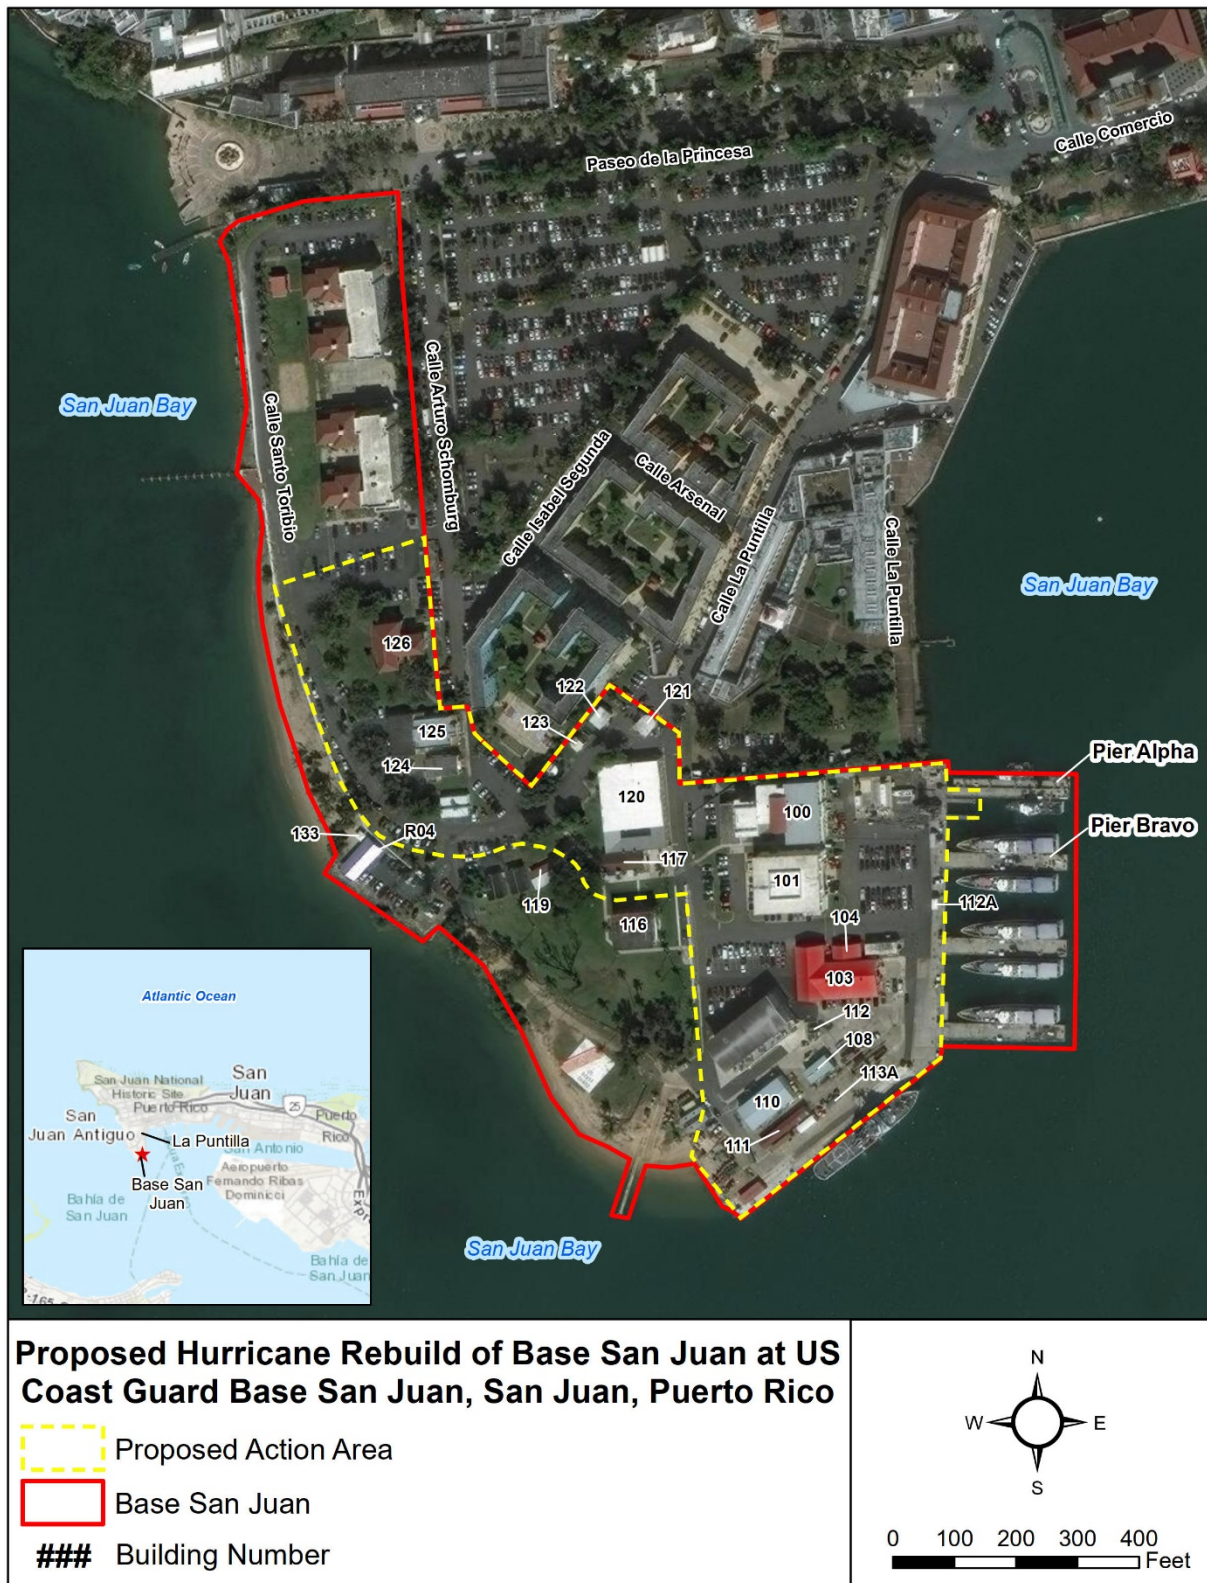 Paseo de la Princesa
Calle Comercio
San Juan Bay
Calle Santo Toribio
Calle Arturo Schomburg
Calle Isabel Segunda
Calle Arsenal
Calle La Puntilla
Calle La Puntilla
San Juan Bay
126
125
124
123
122
121
120
100
Pier Alpha
Pier Bravo
133
R04
119
117
116
101
104
103
112A
112
108
113A
110
111
San Juan Bay
Atlantic Ocean
San Juan National
Historic Site
Puerto Rico
San
Juan
25
Puerto
Rico
San
Juan Antiguo
La Puntilla
San Antonio
Base San
Juan
Aeropuerto
Fernando Ribas
Dominicci
Expre
Bahía de
San Juan
Bahía de
San Juan
Proposed Hurricane Rebuild of Base San Juan at US
Coast Guard Base San Juan, San Juan, Puerto Rico
Proposed Action Area
Base San Juan
### Building Number
N
W E
S
0 100 200 300 400
Feet